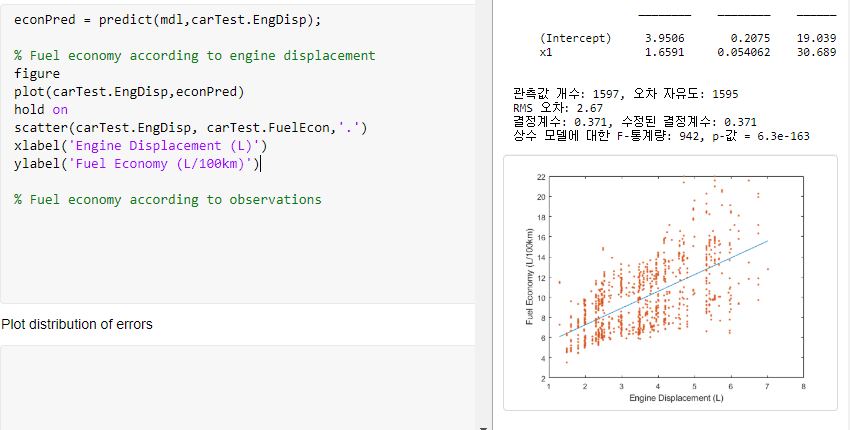 econPred = predict(mdl,carTest.EngDisp);
% Fuel economy according to engine displacement
figure
plot(carTest.EngDisp,econPred)
hold on
scatter(carTest.EngDisp, carTest.FuelEcon,'.')
xlabel('Engine Displacement (L)')
ylabel('Fuel Economy (L/100km)')
% Fuel economy according to observations
Plot distribution of errors
(Intercept) 3.9506 0.2075 19.039
x1 1.6591 0.054062 30.689
관측값 개수: 1597, 오차 자유도: 1595
RMS 오차: 2.67
결정계수: 0.371, 수정된 결정계수: 0.371
상수 모델에 대한 F-통계량: 942, p-값 = 6.3e-163
22
20
18
16
14
12
10
8
6
4
2
Fuel Economy (L/100km)
1 2 3 4 5 6 7 8
Engine Displacement (L)